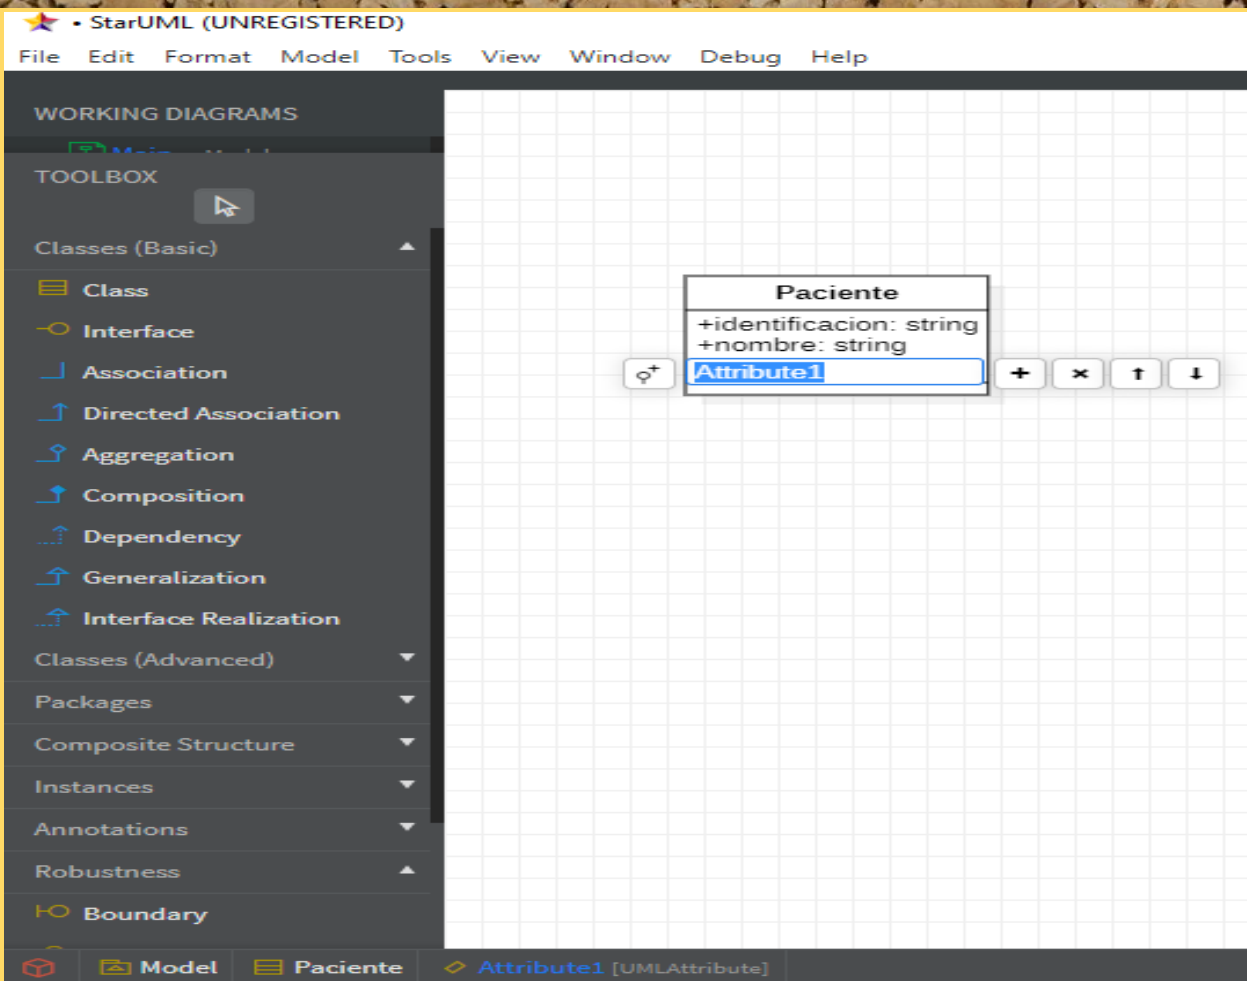 • StarUML (UNREGISTERED)
File Edit Format Model Tools View Window Debug Help
WORKING DIAGRAMS
Main
TOOLBOX
Classes (Basic)
Class
Interface
Association
Directed Association
Aggregation
Composition
Dependency
Generalization
Interface Realization
Classes (Advanced)
Packages
Composite Structure
Instances
Annotations
Robustness
Boundary
Paciente
+identificacion: string
+nombre: string
Attribute1
Model Paciente Attribute1 [UMLAttribute]